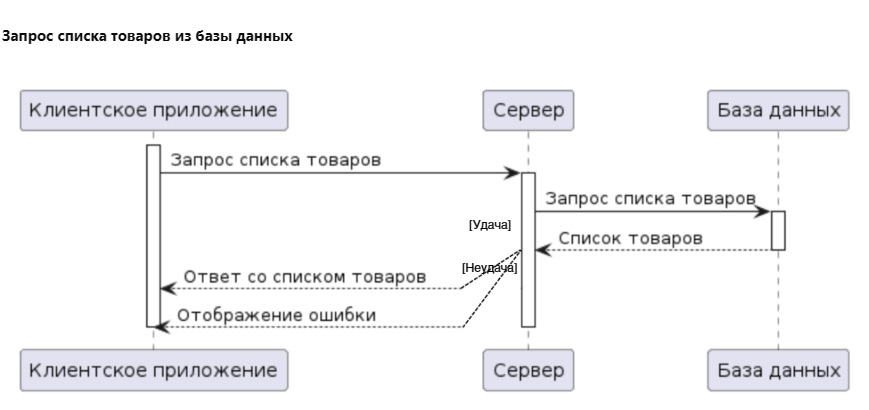 Запрос списка товаров из базы данных
Клиентское приложение
Сервер
База данных
Запрос списка товаров
Запрос списка товаров
[Удача]
Список товаров
[Неудача]
Ответ со списком товаров
Отображение ошибки
Клиентское приложение
Сервер
База данных